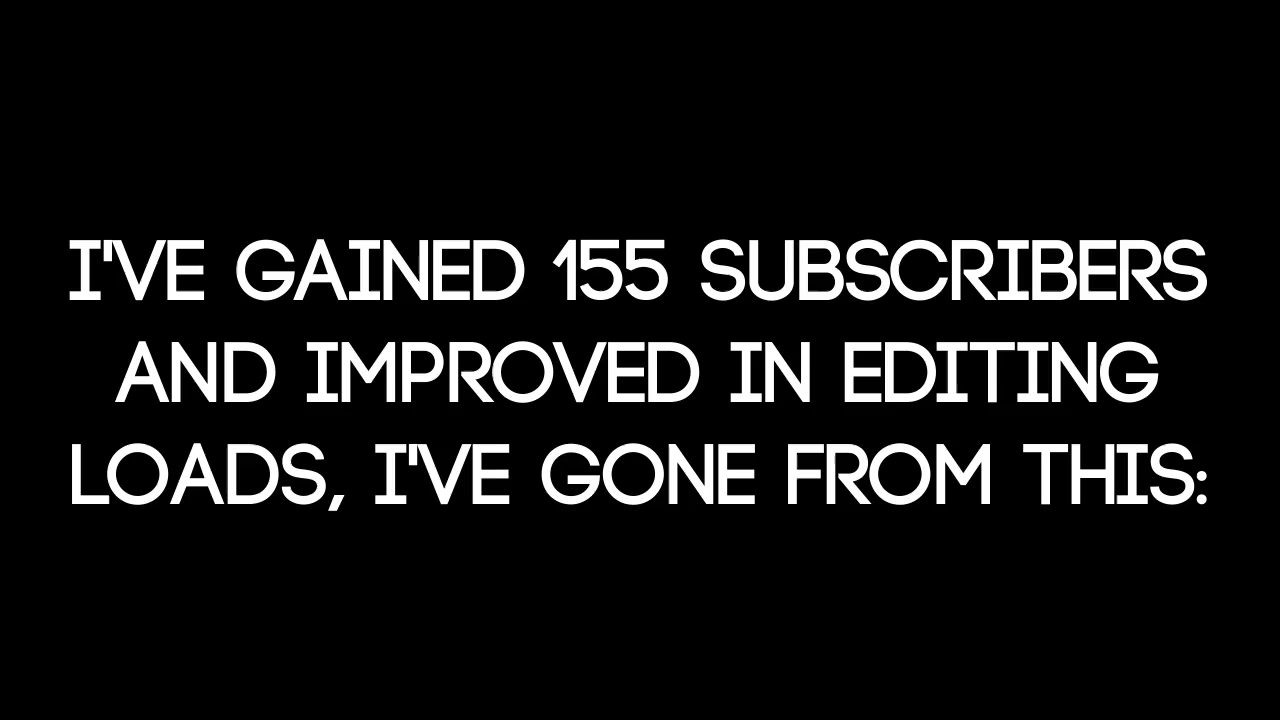 I'VE GAINED 155 SUBSCRIBERS
AND IMPROVED IN EDITING
LOADS, I'VE GONE FROM THIS: